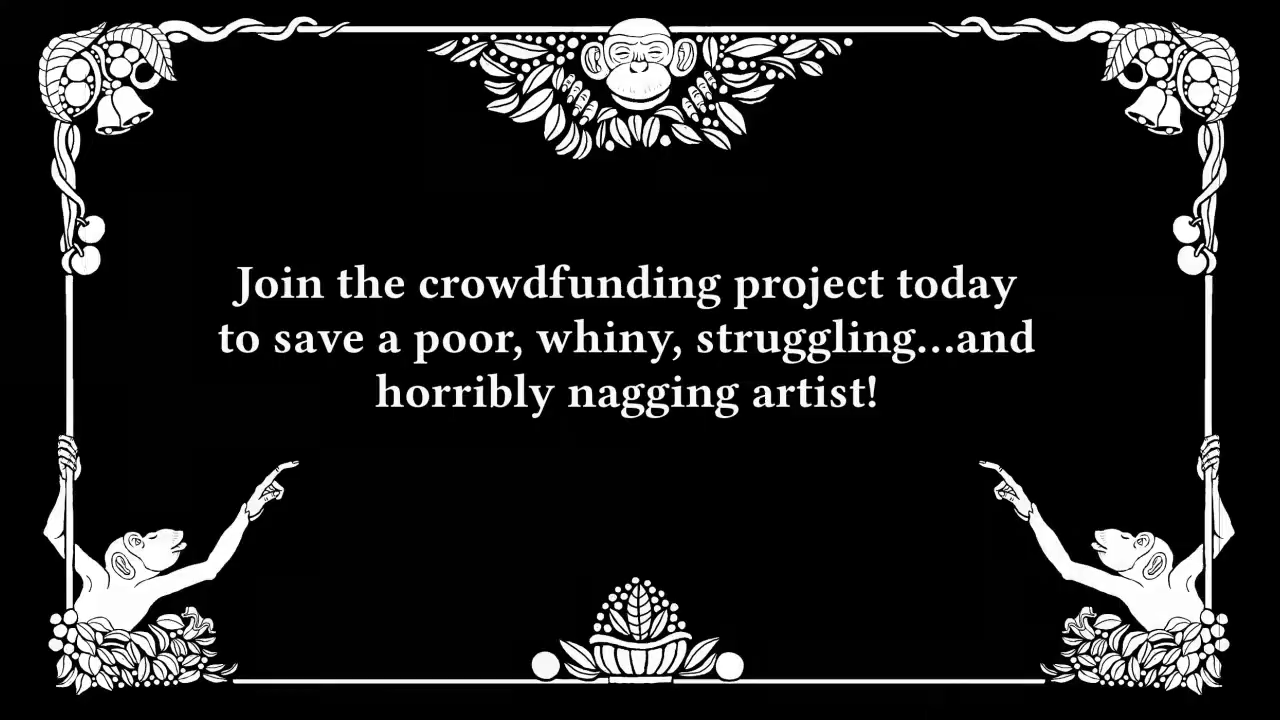 Join the crowdfunding project today
to save a poor, whiny, struggling...and
horribly nagging artist!